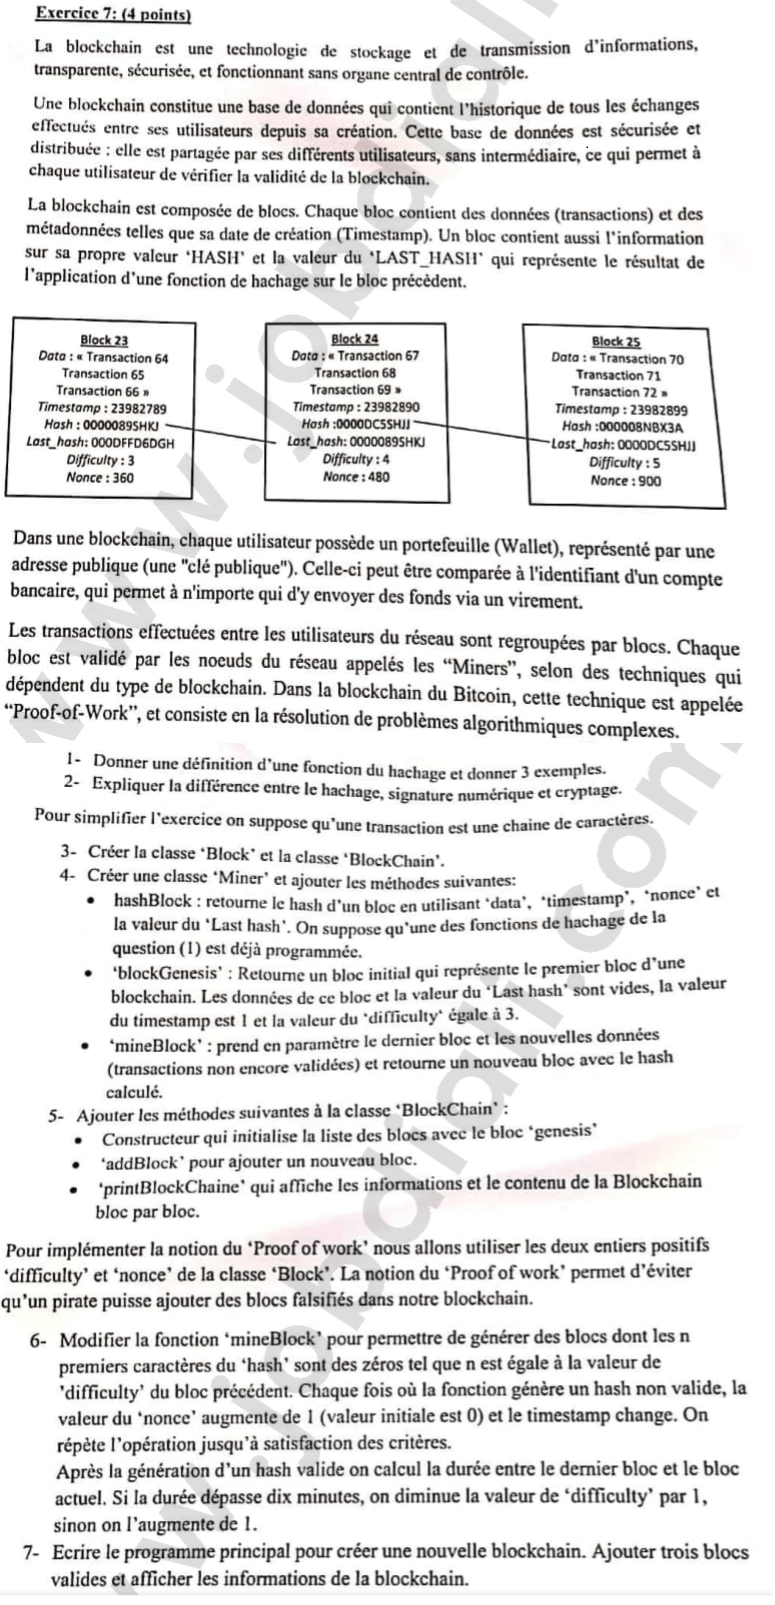 Exercice 7: (4 points)
La blockchain est une technologie de stockage et de transmission d'informations,
transparente, sécurisée, et fonctionnant sans organe central de contrôle.
Une blockchain constitue une base de données qui contient l'historique de tous les échanges
effectués entre ses utilisateurs depuis sa création. Cette base de données est sécurisée et
distribuée : elle est partagée par ses différents utilisateurs, sans intermédiaire, ce qui permet à
chaque utilisateur de vérifier la validité de la blockchain.
La blockchain est composée de blocs. Chaque bloc contient des données (transactions) et des
métadonnées telles que sa date de création (Timestamp). Un bloc contient aussi l'information
sur sa propre valeur 'HASH' et la valeur du 'LAST_HASH' qui représente le résultat de
l'application d'une fonction de hachage sur le bloc précèdent.
Block 23
Data : « Transaction 64
Transaction 65
Transaction 66 »
Timestamp : 23982789
Hash : 0000089SHKJ
Last_hash: 000DFFD6DGH
Difficulty : 3
Nonce : 360
Block 24
Data : « Transaction 67
Transaction 68
Transaction 69 »
Timestamp : 23982890
Hash :0000DC5SHJJ
Last_hash: 0000089SHKJ
Difficulty : 4
Nonce : 480
Block 25
Data : « Transaction 70
Transaction 71
Transaction 72 »
Timestamp : 23982899
Hash :000008NBX3A
Last_hash: 0000DC5SHJJ
Difficulty : 5
Nonce : 900
Dans une blockchain, chaque utilisateur possède un portefeuille (Wallet), représenté par une
adresse publique (une "clé publique"). Celle-ci peut être comparée à l'identifiant d'un compte
bancaire, qui permet à n'importe qui d'y envoyer des fonds via un virement.
Les transactions effectuées entre les utilisateurs du réseau sont regroupées par blocs. Chaque
bloc est validé par les noeuds du réseau appelés les “Miners”, selon des techniques qui
dépendent du type de blockchain. Dans la blockchain du Bitcoin, cette technique est appelée
“Proof-of-Work”, et consiste en la résolution de problèmes algorithmiques complexes.
1- Donner une définition d'une fonction du hachage et donner 3 exemples.
2- Expliquer la différence entre le hachage, signature numérique et cryptage.
Pour simplifier l'exercice on suppose qu'une transaction est une chaine de caractères.
3- Créer la classe 'Block' et la classe 'BlockChain'.
4- Créer une classe 'Miner' et ajouter les méthodes suivantes:
• hashBlock : retourne le hash d'un bloc en utilisant 'data', 'timestamp', 'nonce' et
la valeur du 'Last hash'. On suppose qu'une des fonctions de hachage de la
question (1) est déjà programmée.
• 'blockGenesis' : Retourne un bloc initial qui représente le premier bloc d'une
blockchain. Les données de ce bloc et la valeur du 'Last hash' sont vides, la valeur
du timestamp est 1 et la valeur du 'difficulty' égale à 3.
• 'mineBlock' : prend en paramètre le dernier bloc et les nouvelles données
(transactions non encore validées) et retourne un nouveau bloc avec le hash
calculé.
5- Ajouter les méthodes suivantes à la classe 'BlockChain' :
• Constructeur qui initialise la liste des blocs avec le bloc 'genesis'
• 'addBlock' pour ajouter un nouveau bloc.
• 'printBlockChaine' qui affiche les informations et le contenu de la Blockchain
bloc par bloc.
Pour implémenter la notion du 'Proof of work' nous allons utiliser les deux entiers positifs
'difficulty' et 'nonce' de la classe 'Block'. La notion du 'Proof of work' permet d'éviter
qu'un pirate puisse ajouter des blocs falsifiés dans notre blockchain.
6- Modifier la fonction 'mineBlock' pour permettre de générer des blocs dont les n
premiers caractères du 'hash' sont des zéros tel que n est égale à la valeur de
'difficulty' du bloc précédent. Chaque fois où la fonction génère un hash non valide, la
valeur du 'nonce' augmente de 1 (valeur initiale est 0) et le timestamp change. On
répète l'opération jusqu'à satisfaction des critères.
Après la génération d'un hash valide on calcul la durée entre le dernier bloc et le bloc
actuel. Si la durée dépasse dix minutes, on diminue la valeur de 'difficulty' par 1,
sinon on l'augmente de 1.
7- Ecrire le programme principal pour créer une nouvelle blockchain. Ajouter trois blocs
valides et afficher les informations de la blockchain.
www.jobdiali.com
www.jobdiali.com